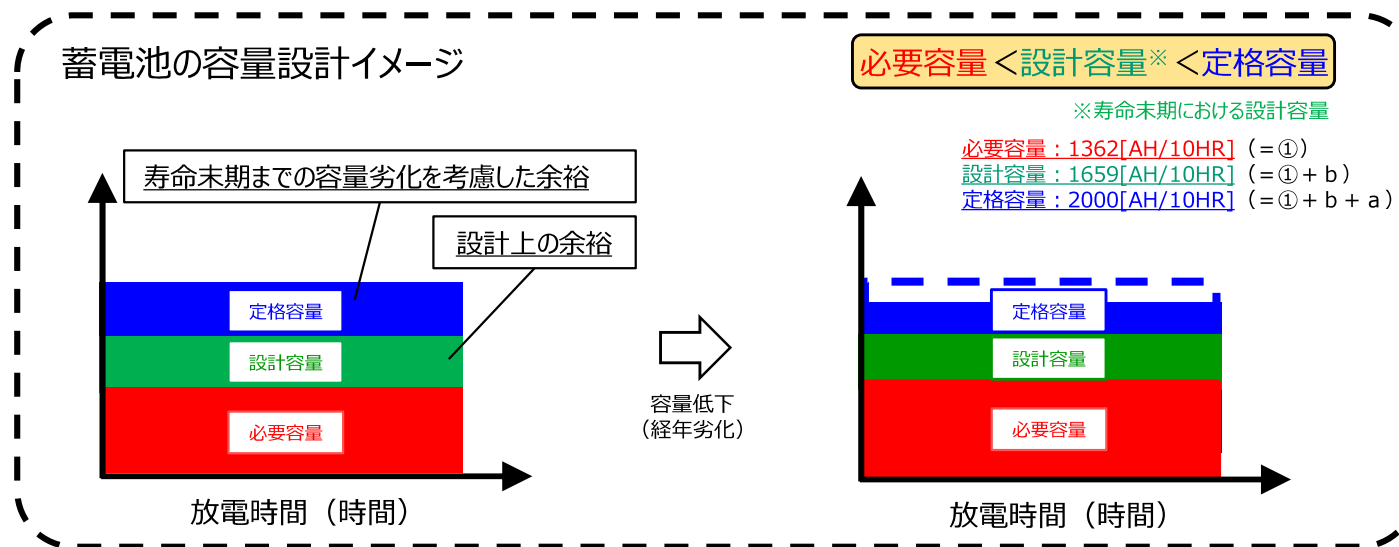 蓄電池の容量設計イメージ
必要容量<設計容量※<定格容量
※寿命末期における設計容量
必要容量:1362[AH/10HR](=①)
設計容量:1659[AH/10HR](=①+b)
定格容量:2000[AH/10HR](=①+b+a)
寿命末期までの容量劣化を考慮した余裕
設計上の余裕
定格容量
設計容量
必要容量
放電時間(時間)
容量低下
(経年劣化)
定格容量
設計容量
必要容量
放電時間(時間)